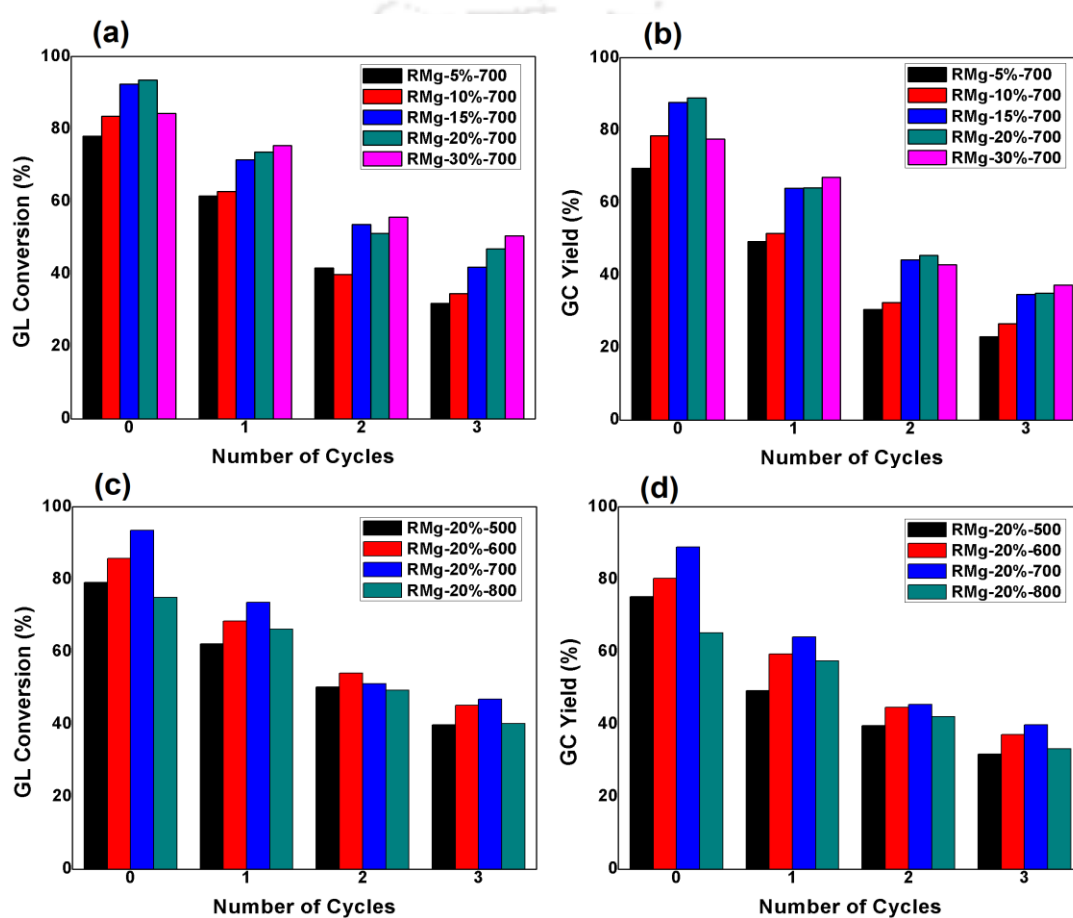 (a)
GL Conversion (%)
100
80
60
40
20
0
RMg-5%-700
RMg-10%-700
RMg-15%-700
RMg-20%-700
RMg-30%-700
0 1 2 3
Number of Cycles
(b)
GC Yield (%)
100
80
60
40
20
0
RMg-5%-700
RMg-10%-700
RMg-15%-700
RMg-20%-700
RMg-30%-700
0 1 2 3
Number of Cycles
(c)
GL Conversion (%)
100
80
60
40
20
0
RMg-20%-500
RMg-20%-600
RMg-20%-700
RMg-20%-800
0 1 2 3
Number of Cycles
(d)
GC Yield (%)
100
80
60
40
20
0
RMg-20%-500
RMg-20%-600
RMg-20%-700
RMg-20%-800
0 1 2 3
Number of Cycles